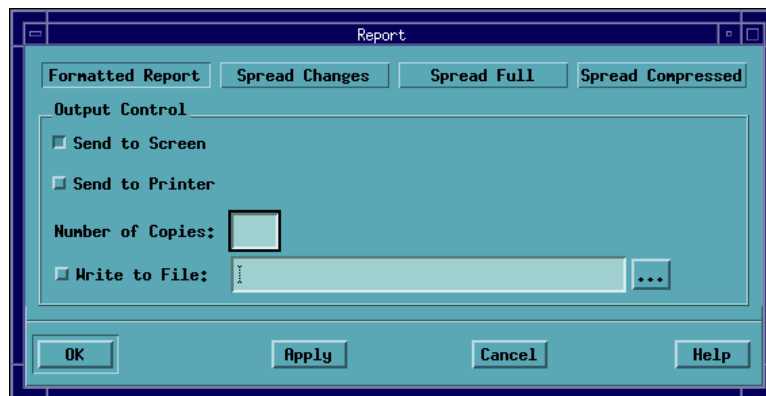 Report
Formatted Report Spread Changes Spread Full Spread Compressed
Output Control
Send to Screen
Send to Printer
Number of Copies:
Write to File: ...
OK Apply Cancel Help